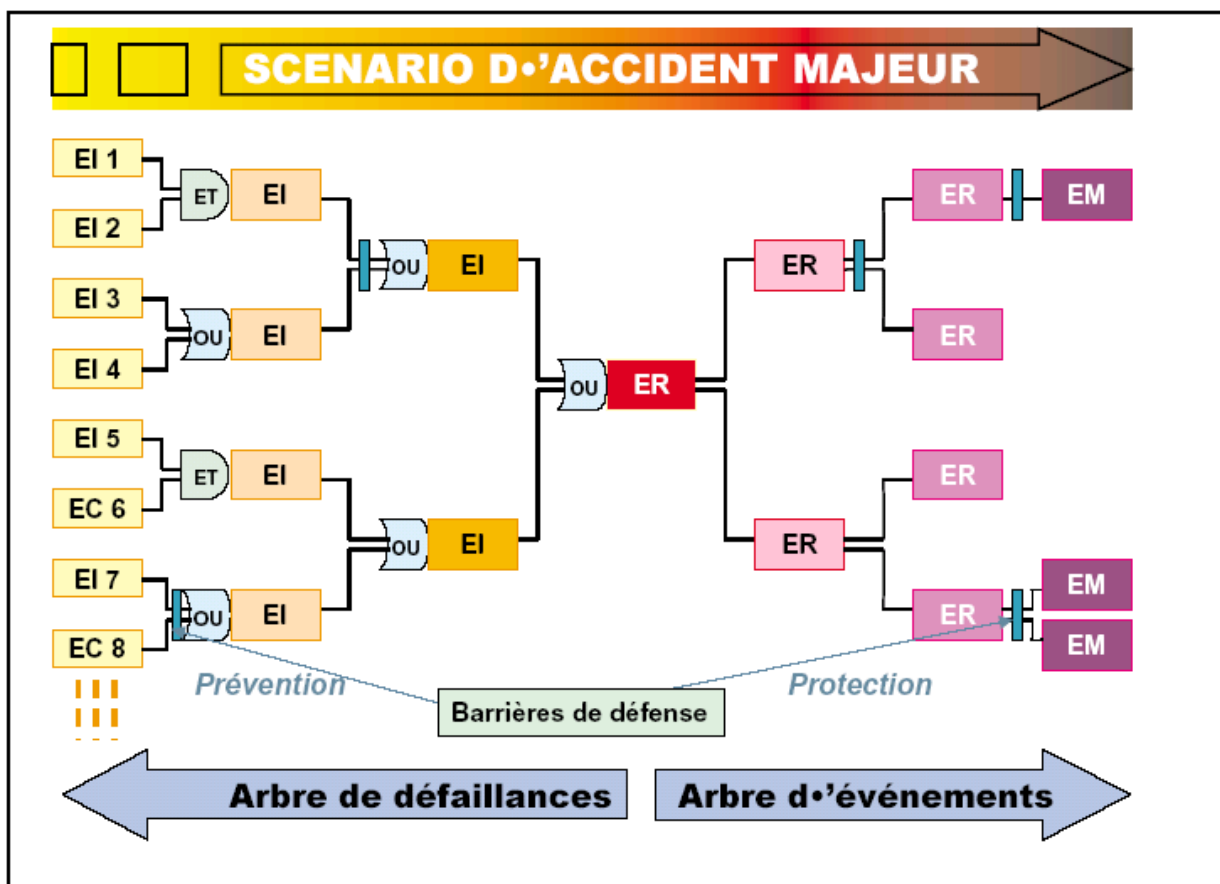 SCENARIO D•’ACCIDENT MAJEUR
EI 1
EI 2
ET
EI
EI 3
EI 4
OU
EI
OU
EI
EI 5
EC 6
ET
EI
EI 7
EC 8
OU
EI
OU
EI
OU
ER
ER
ER
EM
ER
ER
ER
ER
EM
EM
Prévention
Protection
Barrières de défense
Arbre de défaillances
Arbre d•’événements